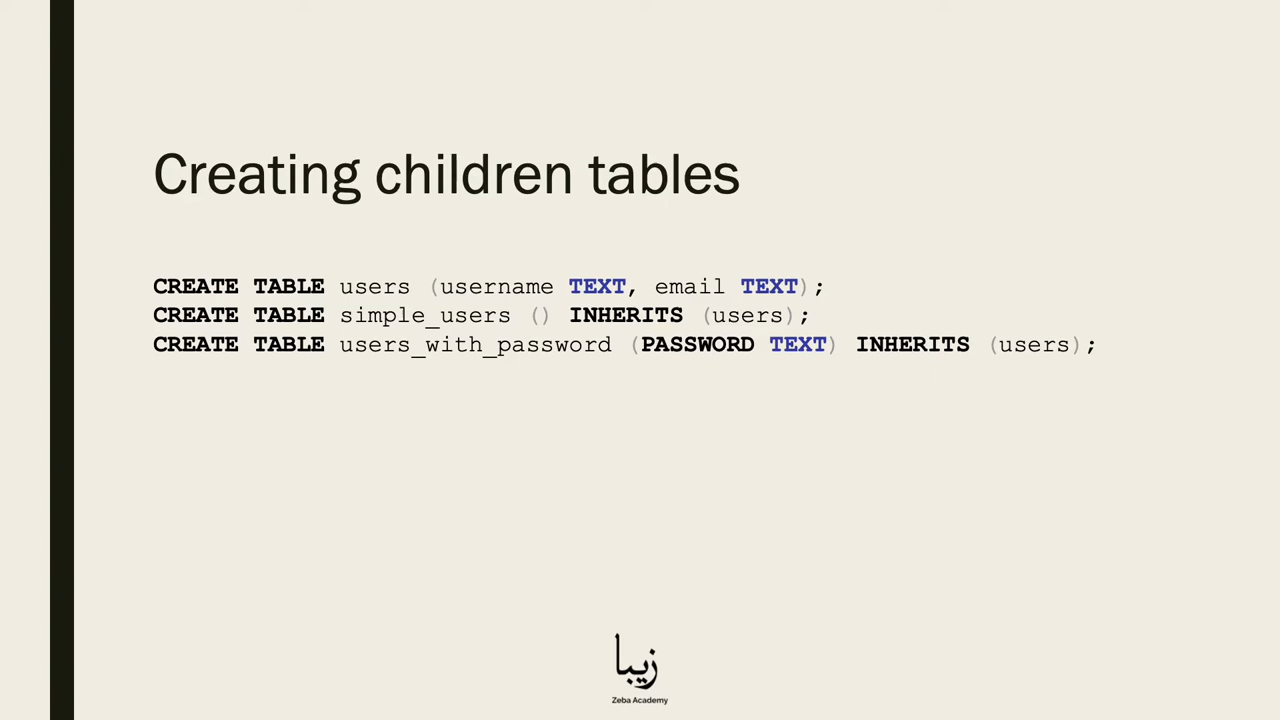 Creating children tables
CREATE TABLE users (username TEXT, email TEXT);
CREATE TABLE simple_users () INHERITS (users);
CREATE TABLE users_with_password (PASSWORD TEXT) INHERITS (users);
زیبا
Zeba Academy